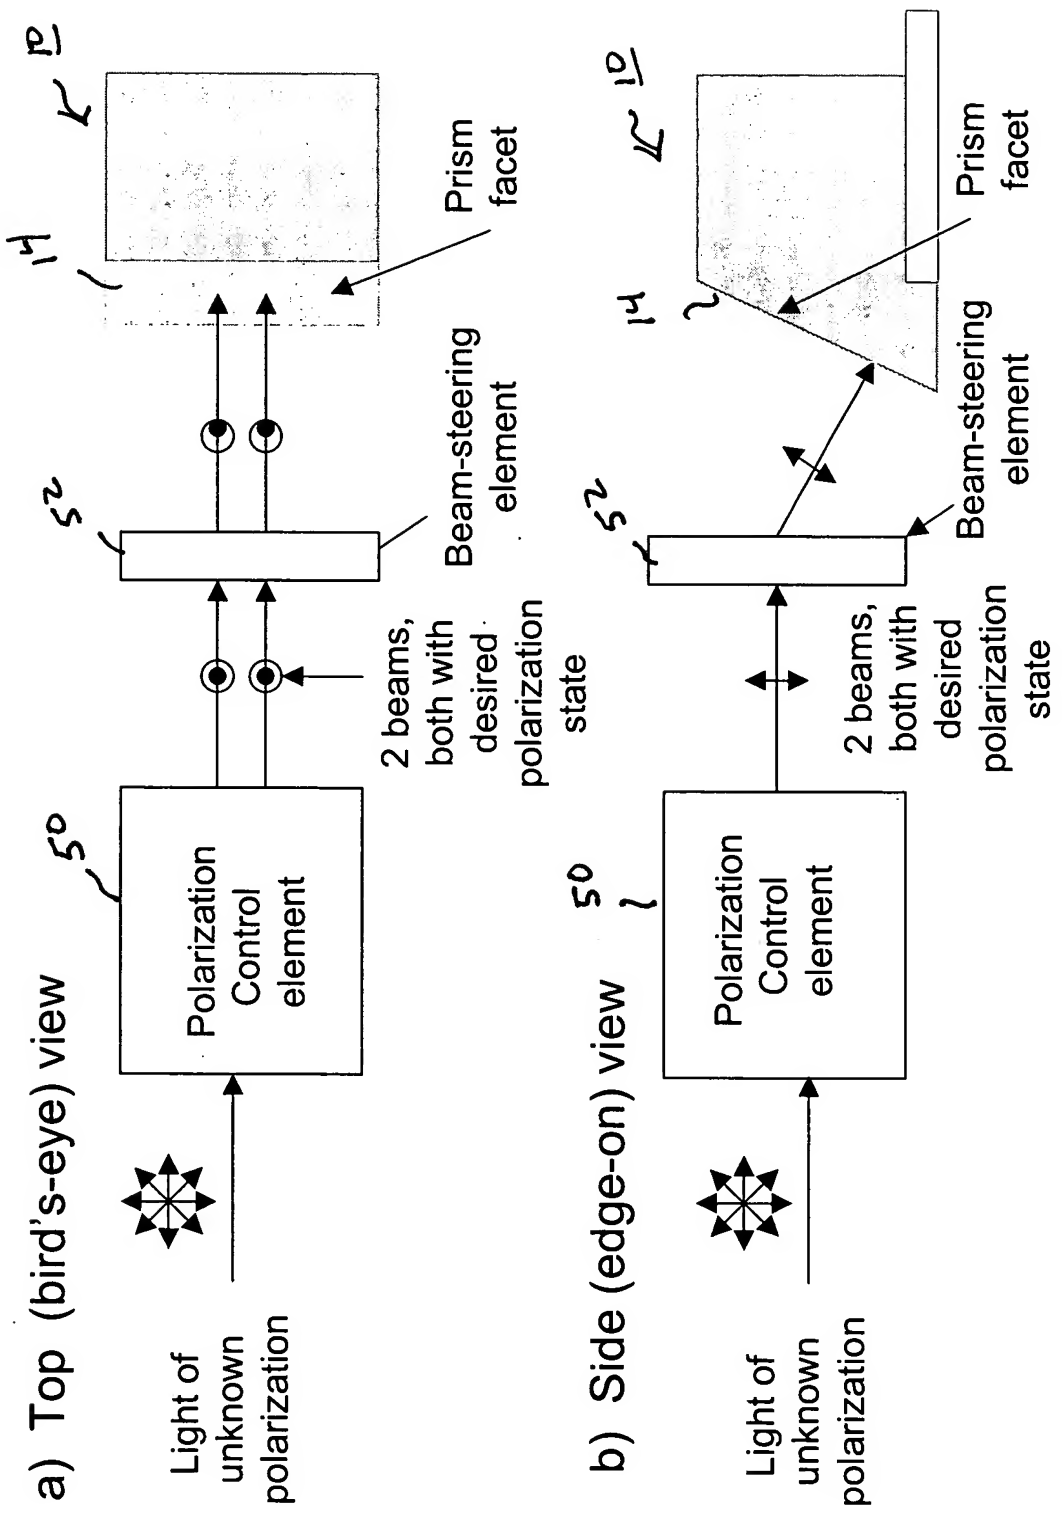 a) Top (bird's-eye) view
Light of
unknown
polarization
50
Polarization
Control
element
2 beams,
both with
desired
polarization
state
52
Beam-steering
element
14
Prism
facet
10
b) Side (edge-on) view
Light of
unknown
polarization
50
Polarization
Control
element
2 beams,
both with
desired
polarization
state
52
Beam-steering
element
14
Prism
facet
10